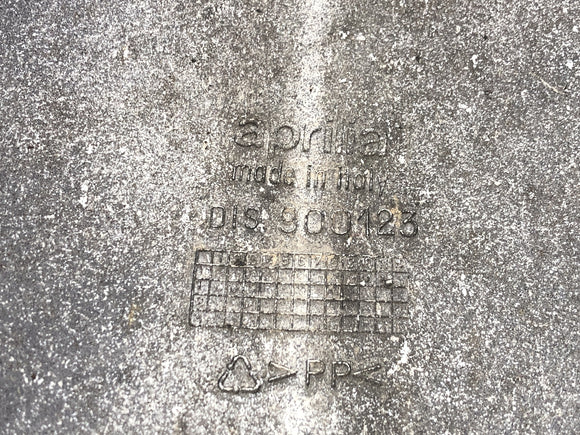 aprilia
made in Italy
DIS. 900123
>PP<